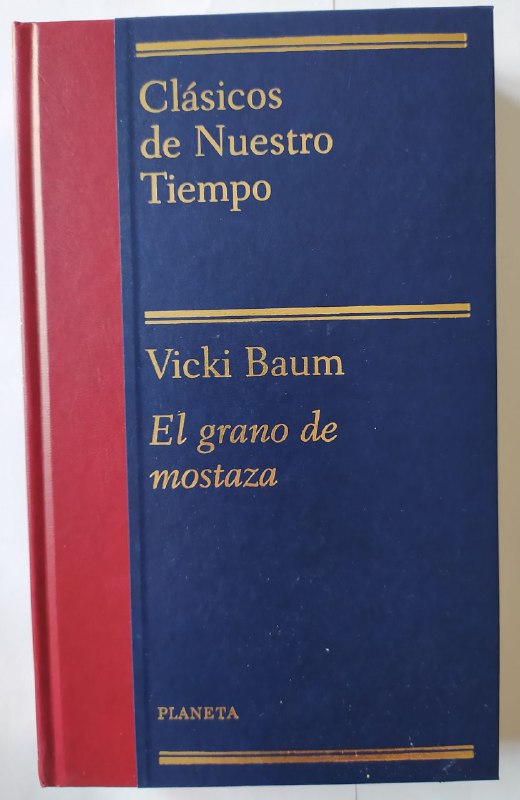 Clásicos
de Nuestro
Tiempo
Vicki Baum
El grano de
mostaza
PLANETA